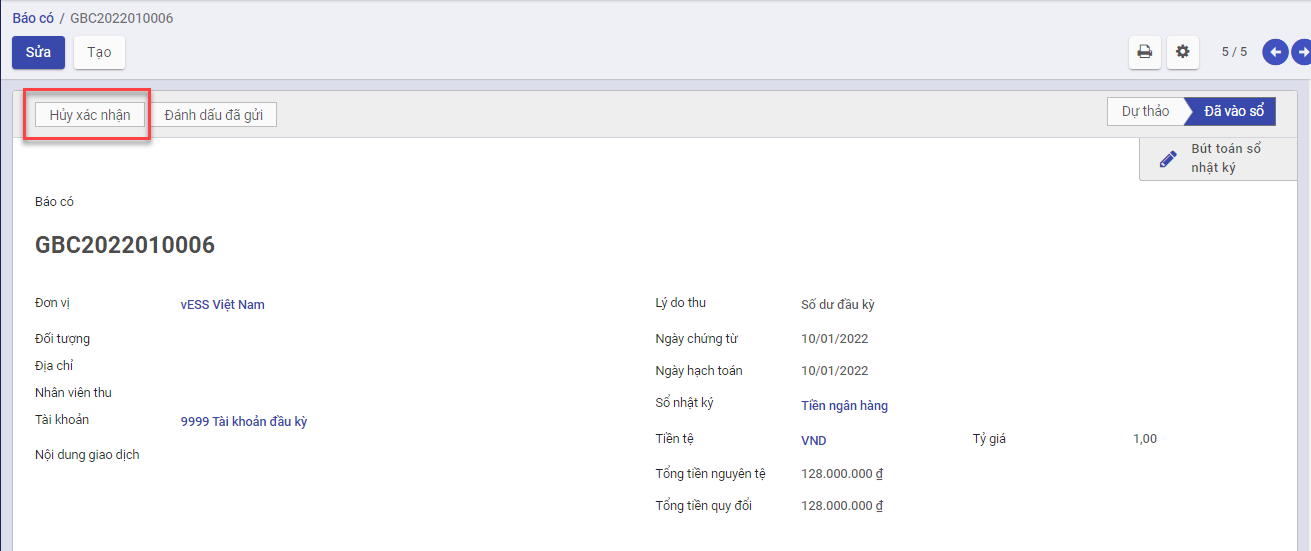 Báo có / GBC2022010006
Sửa Tạo 5 / 5
Hủy xác nhận Đánh dấu đã gửi Dự thảo Đã vào sổ
Bút toán sổ
nhật ký
Báo có
GBC2022010006
Đơn vị vESS Việt Nam Lý do thu Số dư đầu kỳ
Đối tượng Ngày chứng từ 10/01/2022
Địa chỉ Ngày hạch toán 10/01/2022
Nhân viên thu Sổ nhật ký Tiền ngân hàng
Tài khoản 9999 Tài khoản đầu kỳ Tiền tệ VND Tỷ giá 1,00
Nội dung giao dịch Tổng tiền nguyên tệ 128.000.000 ₫
Tổng tiền quy đổi 128.000.000 ₫